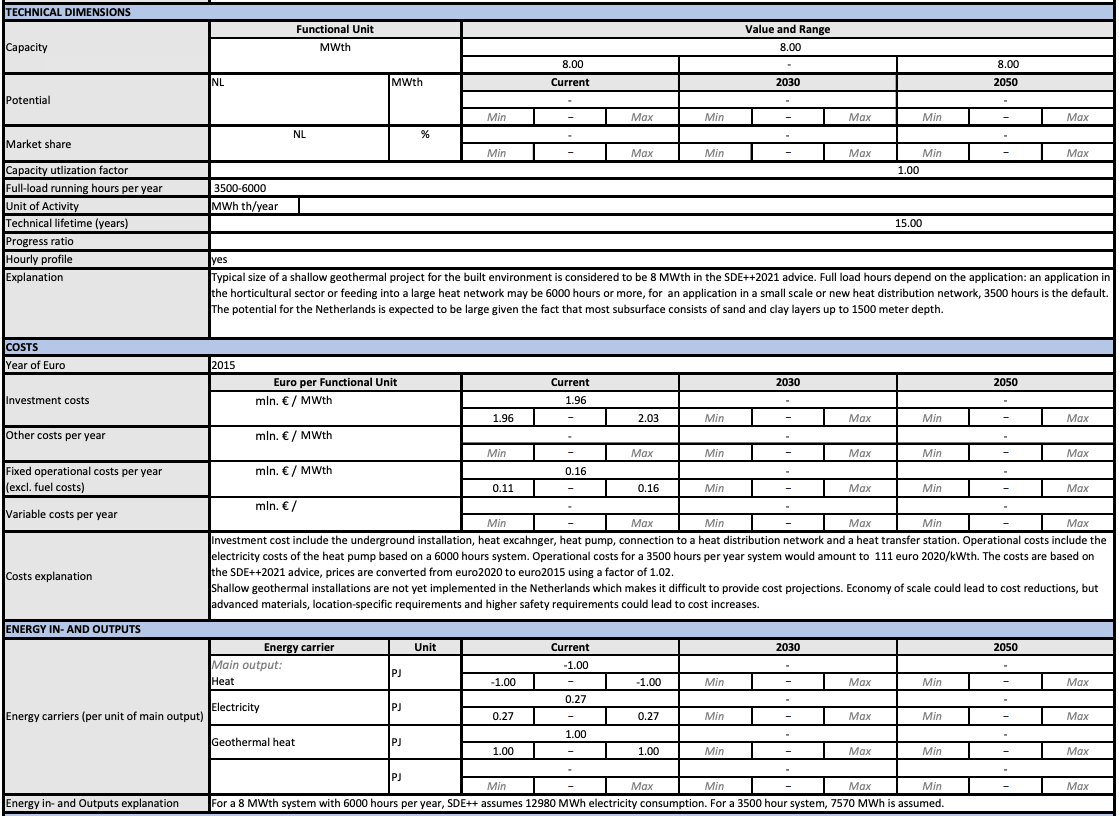 TECHNICAL DIMENSIONS
Functional Unit Value and Range
Capacity MWth 8.00
8.00 - 8.00
Potential NL MWth Current 2030 2050
- - -
Min – Max Min – Max Min – Max
Market share NL % - - -
Min – Max Min – Max Min – Max
Capacity utlization factor 1.00
Full-load running hours per year 3500-6000
Unit of Activity MWh th/year
Technical lifetime (years) 15.00
Progress ratio
Hourly profile yes
Explanation Typical size of a shallow geothermal project for the built environment is considered to be 8 MWth in the SDE++2021 advice. Full load hours depend on the application: an application in
the horticultural sector or feeding into a large heat network may be 6000 hours or more, for an application in a small scale or new heat distribution network, 3500 hours is the default.
The potential for the Netherlands is expected to be large given the fact that most subsurface consists of sand and clay layers up to 1500 meter depth.
COSTS
Year of Euro 2015
Euro per Functional Unit Current 2030 2050
Investment costs mln. € / MWth 1.96 - -
1.96 – 2.03 Min – Max Min – Max
Other costs per year mln. € / MWth - - -
Min – Max Min – Max Min – Max
Fixed operational costs per year mln. € / MWth 0.16 - -
(excl. fuel costs) 0.11 – 0.16 Min – Max Min – Max
Variable costs per year mln. € / - - -
Min – Max Min – Max Min – Max
Costs explanation
Investment cost include the underground installation, heat excahnger, heat pump, connection to a heat distribution network and a heat transfer station. Operational costs include the
electricity costs of the heat pump based on a 6000 hours system. Operational costs for a 3500 hours per year system would amount to 111 euro 2020/kWth. The costs are based on
the SDE++2021 advice, prices are converted from euro2020 to euro2015 using a factor of 1.02.
Shallow geothermal installations are not yet implemented in the Netherlands which makes it difficult to provide cost projections. Economy of scale could lead to cost reductions, but
advanced materials, location-specific requirements and higher safety requirements could lead to cost increases.
ENERGY IN- AND OUTPUTS
Energy carrier Unit Current 2030 2050
Energy carriers (per unit of main output)
Main output: PJ -1.00 - -
Heat -1.00 – -1.00 Min – Max Min – Max
Electricity PJ 0.27 - -
0.27 – 0.27 Min – Max Min – Max
Geothermal heat PJ 1.00 - -
1.00 – 1.00 Min – Max Min – Max
PJ - - -
Min – Max Min – Max Min – Max
Energy in- and Outputs explanation For a 8 MWth system with 6000 hours per year, SDE++ assumes 12980 MWh electricity consumption. For a 3500 hour system, 7570 MWh is assumed.